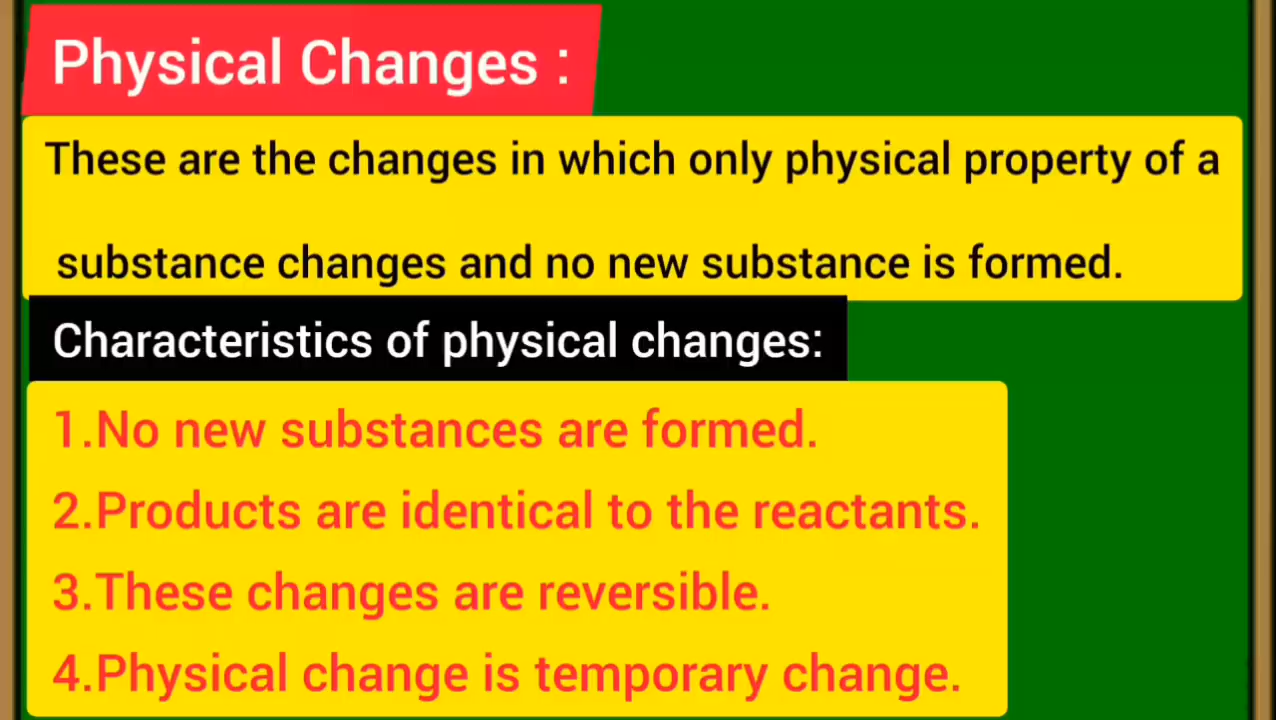 Physical Changes :
These are the changes in which only physical property of a
substance changes and no new substance is formed.
Characteristics of physical changes:
1.No new substances are formed.
2.Products are identical to the reactants.
3.These changes are reversible.
4.Physical change is temporary change.